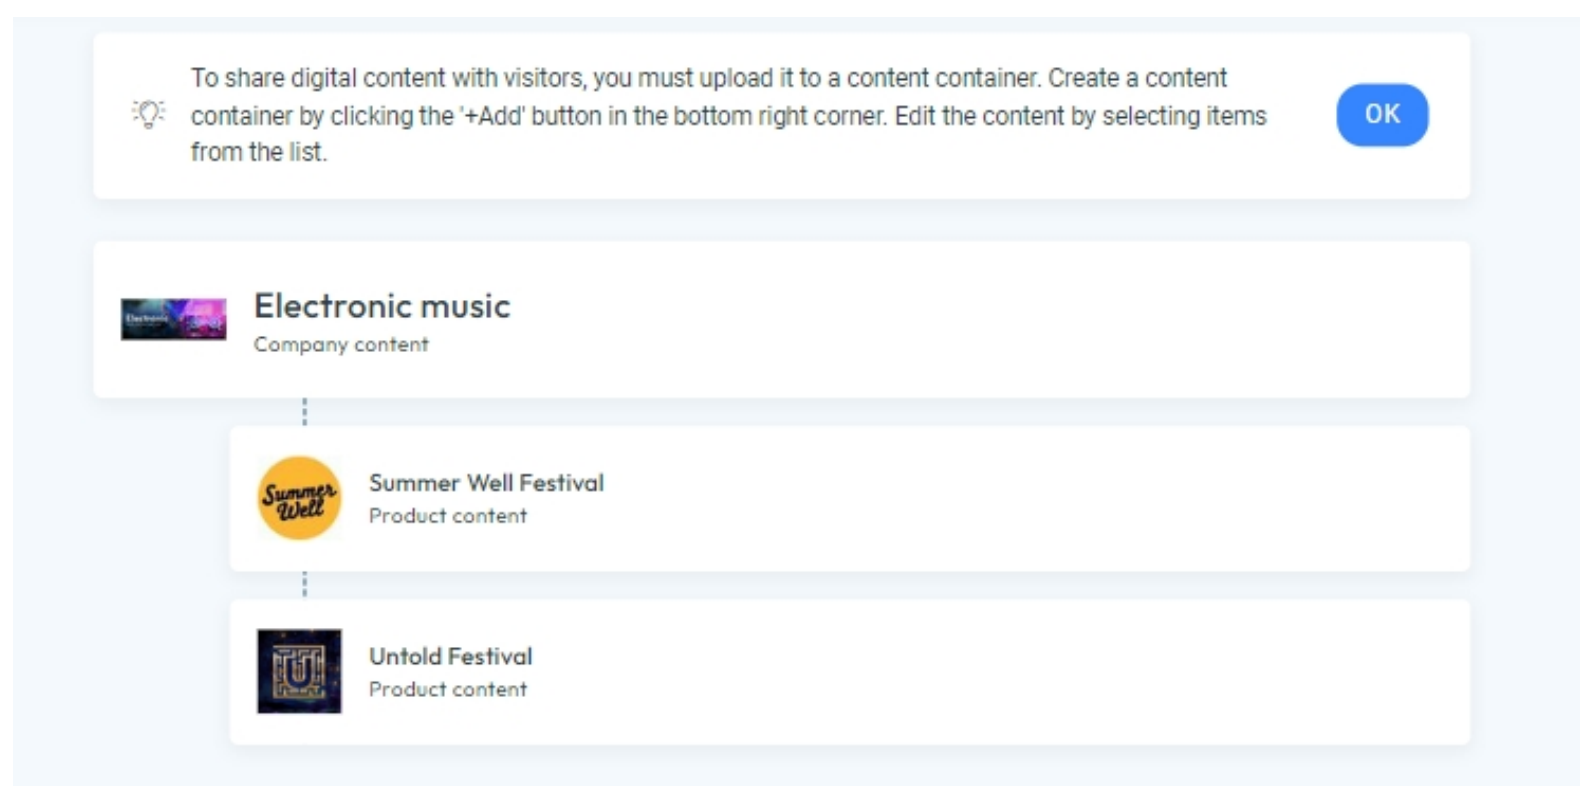 To share digital content with visitors, you must upload it to a content container. Create a content
container by clicking the '+Add' button in the bottom right corner. Edit the content by selecting items
from the list.
OK
Electronic
Electronic music
Company content
Summer
Well
Summer Well Festival
Product content
U
Untold Festival
Product content